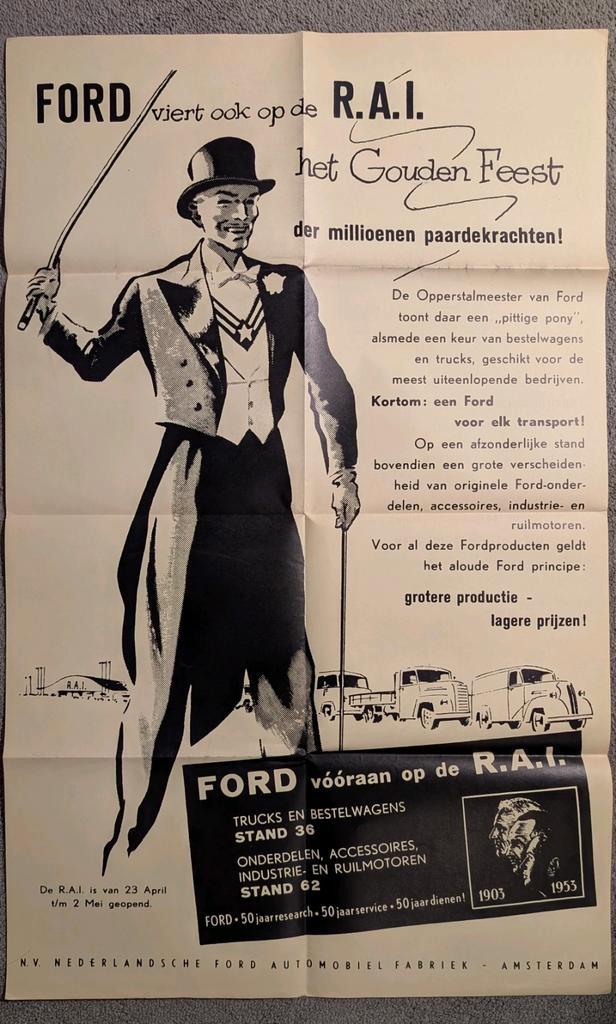 FORD viert ook op de R.A.I.
het Gouden Feest
der millioenen paardekrachten!
De Opperstalmeester van Ford
toont daar een „pittige pony”,
alsmede een keur van bestelwagens
en trucks, geschikt voor de
meest uiteenlopende bedrijven.
Kortom: een Ford
voor elk transport!
Op een afzonderlijke stand
bovendien een grote verscheiden-
heid van originele Ford-onder-
delen, accessoires, industrie- en
ruilmotoren.
Voor al deze Fordproducten geldt
het aloude Ford principe:
grotere productie -
lagere prijzen!
R.A.I.
FORD vóóraan op de R.A.I.
TRUCKS EN BESTELWAGENS
STAND 36
ONDERDELEN, ACCESSOIRES,
INDUSTRIE- EN RUILMOTOREN
STAND 62
1903 1953
FORD • 50 jaar research • 50 jaar service • 50 jaar dienen!
De R.A.I. is van 23 April
t/m 2 Mei geopend.
N.V. NEDERLANDSCHE FORD AUTOMOBIEL FABRIEK - AMSTERDAM